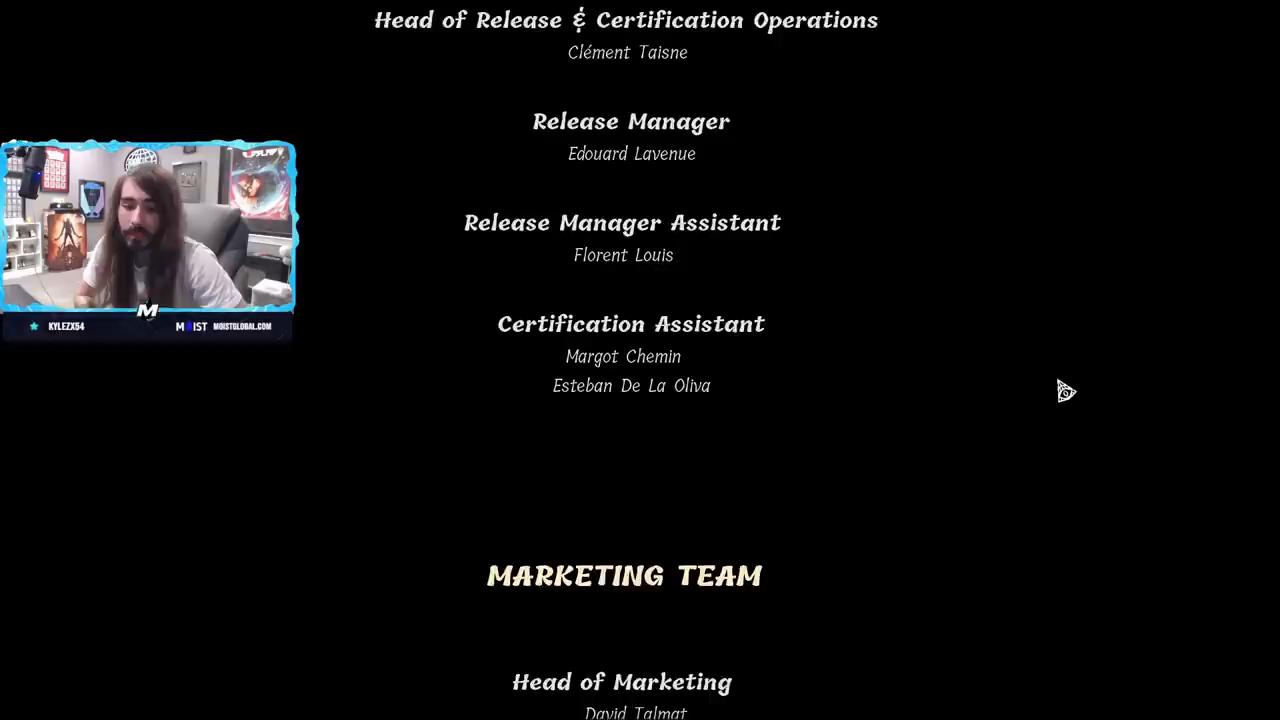 Head of Release & Certification Operations
Clément Taisne
Release Manager
Edouard Lavenue
Release Manager Assistant
Florent Louis
Certification Assistant
Margot Chemin
Esteban De La Oliva
MARKETING TEAM
Head of Marketing
David Talmat
M
KYLEZX54
MOIST MOISTGLOBAL.COM